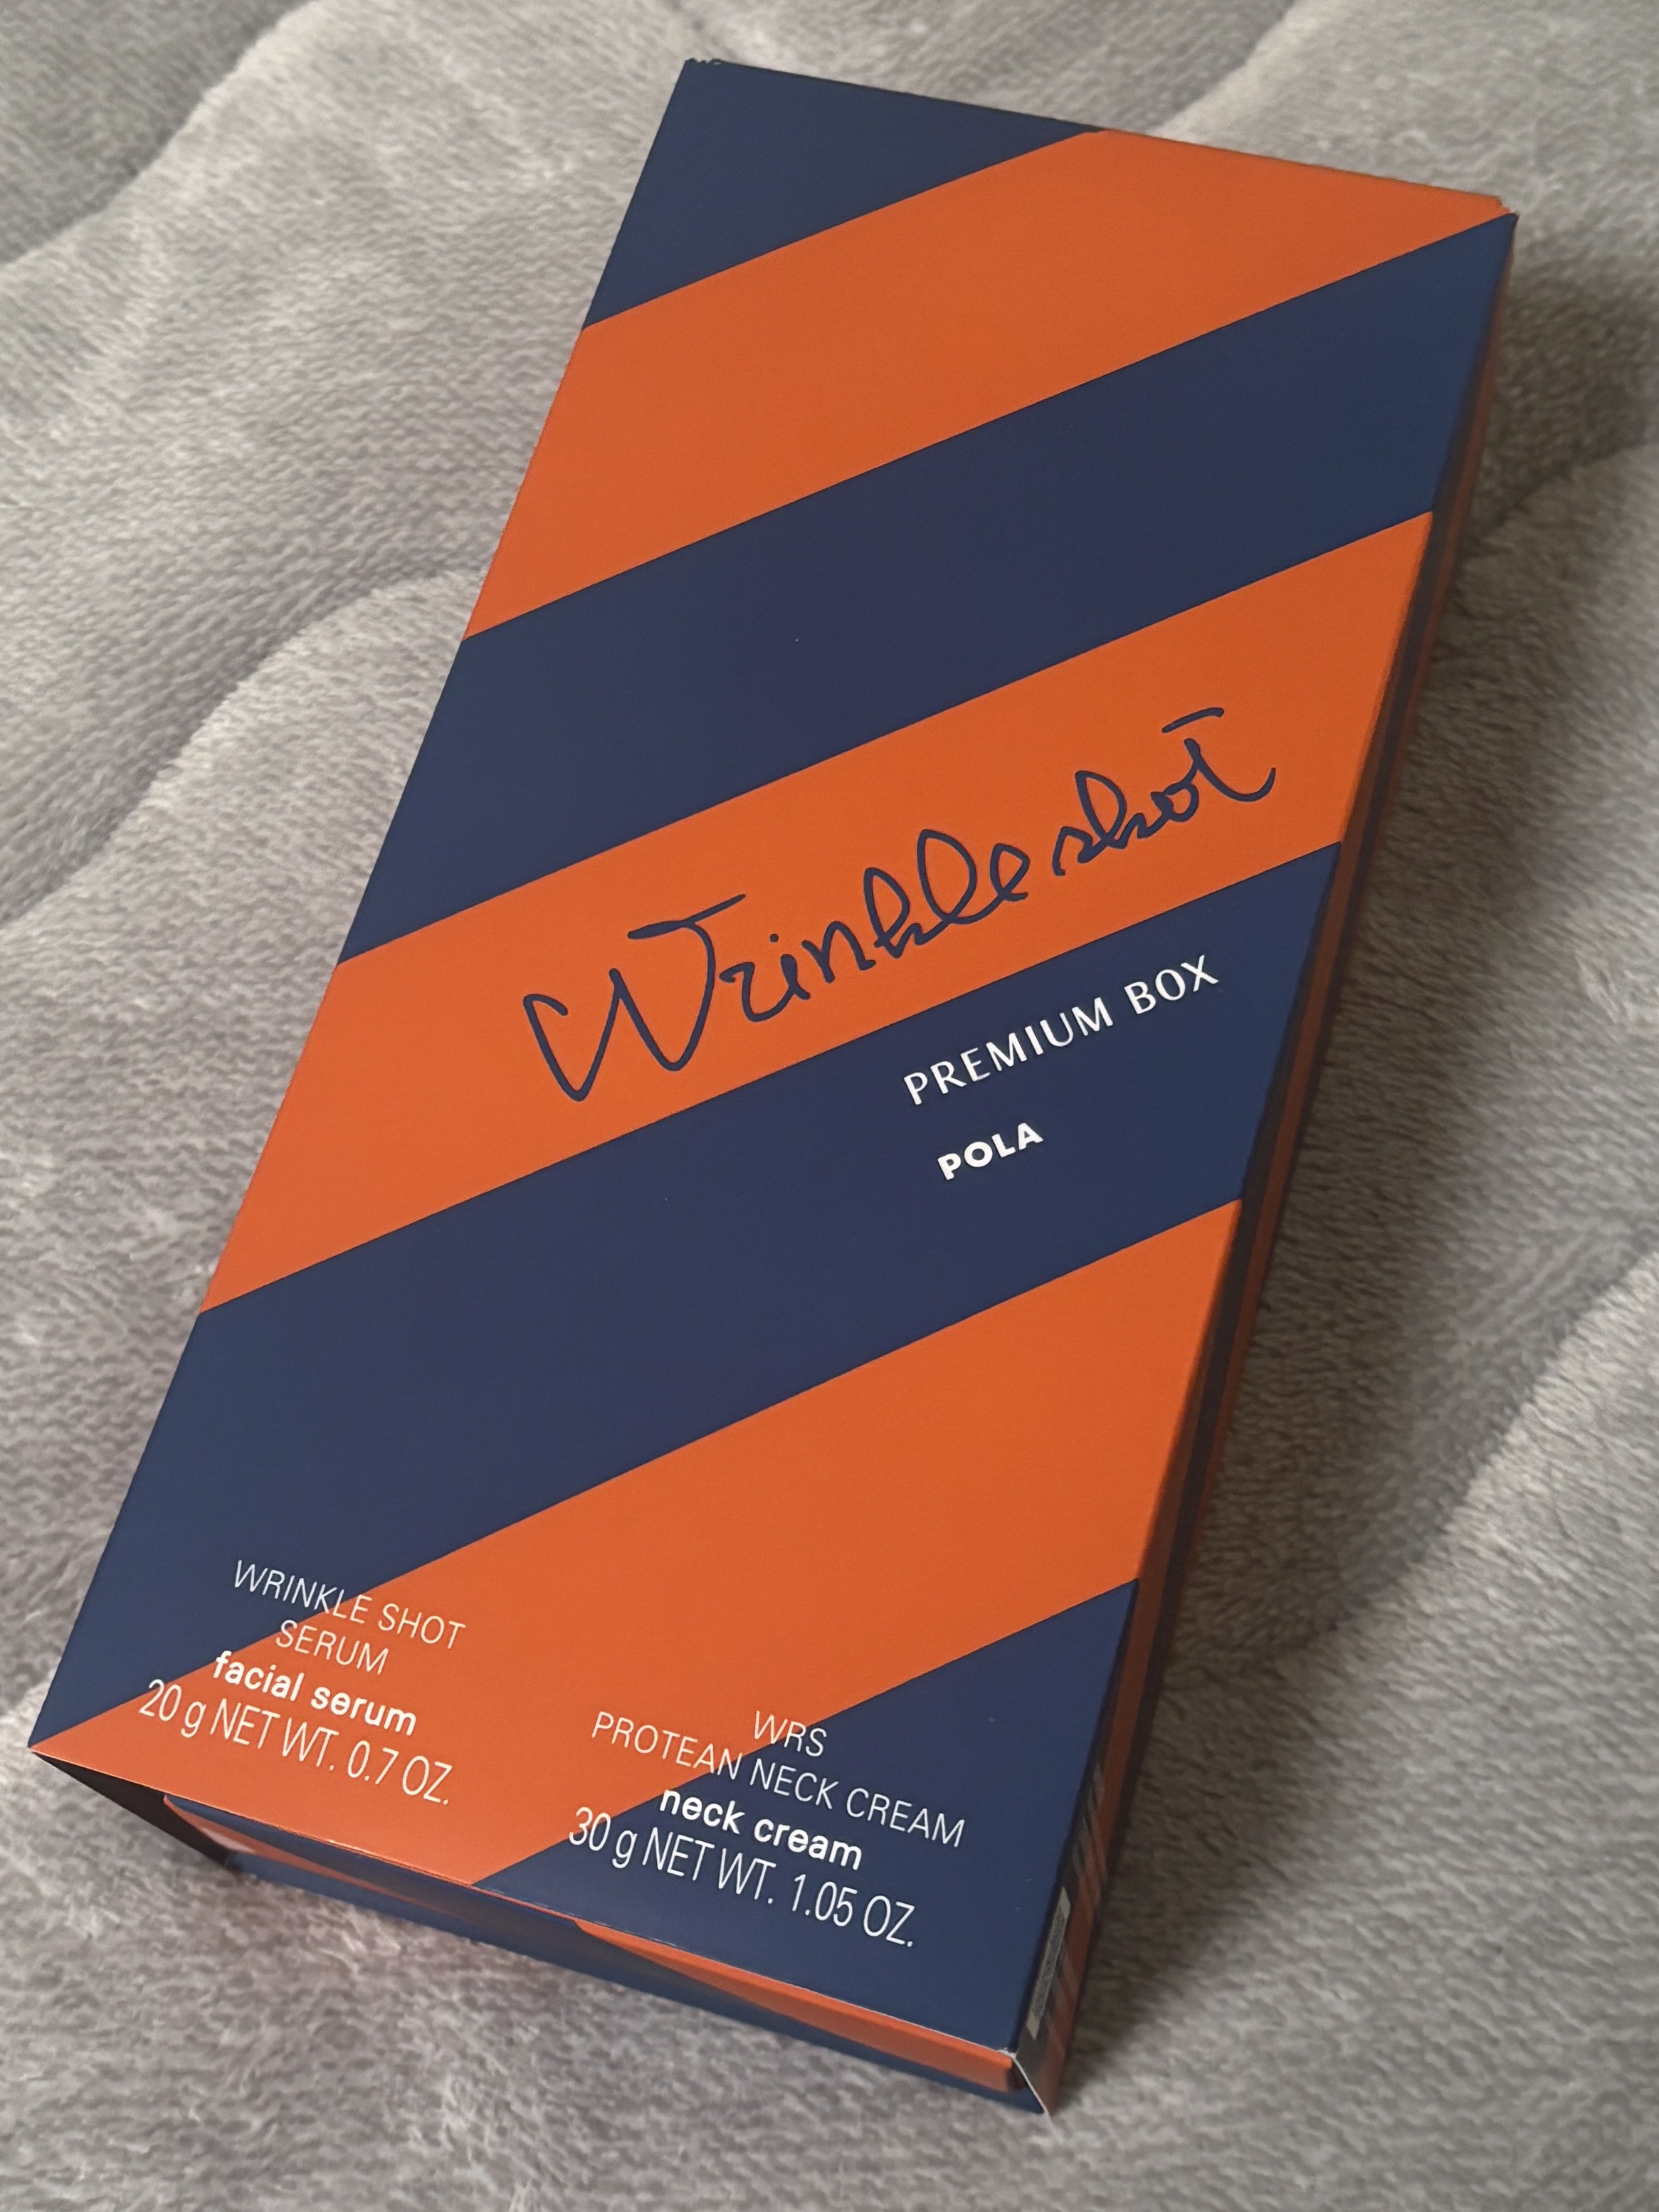 Wrinkle shot
PREMIUM BOX
POLA
WRINKLE SHOT
SERUM
facial serum
20 g NET WT. 0.7 OZ.
WRS
PROTEAN NECK CREAM
neck cream
30 g NET WT. 1.05 OZ.